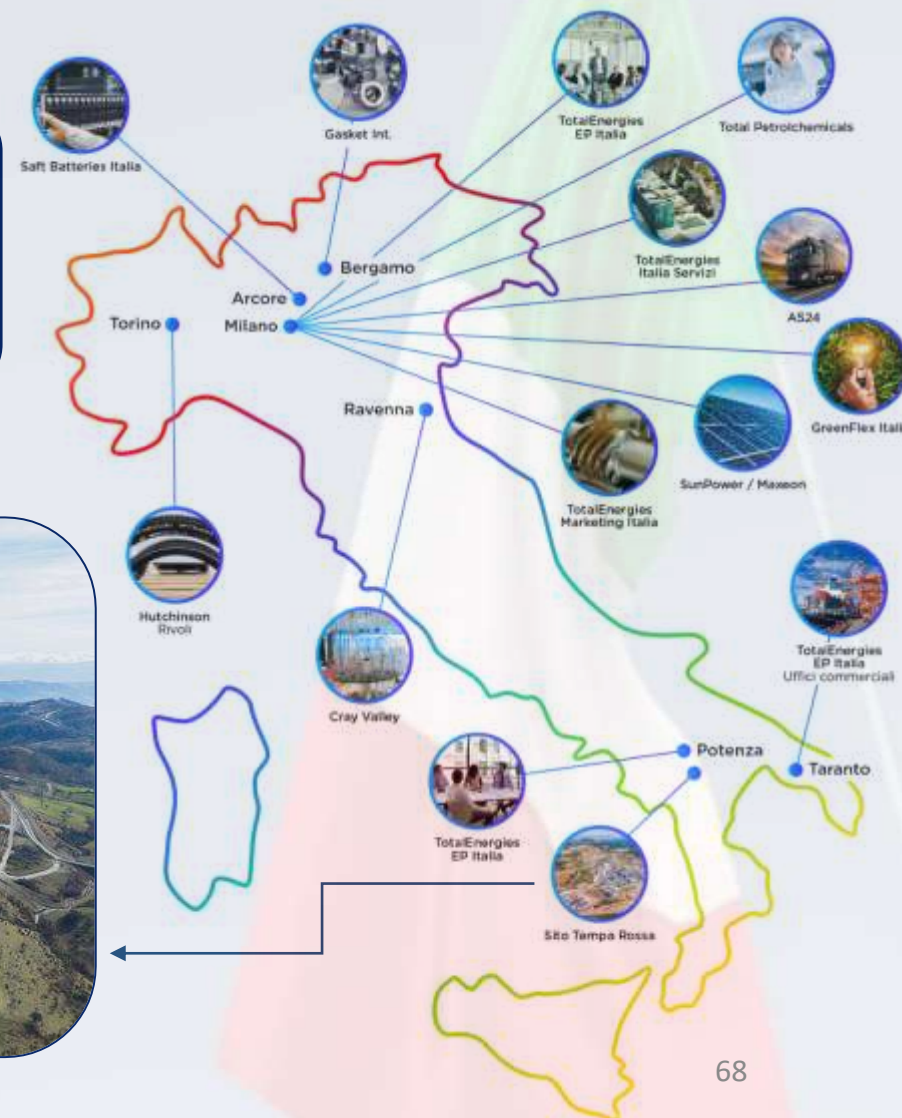 Saft Batteries Italia
Gasket Int.
TotalEnergies
EP Italia
Total Petrolchemicals
TotalEnergies
Italia Servizi
AS24
GreenFlex Itali
SunPower / Maxeon
TotalEnergies
Marketing Italia
Bergamo
Arcore
Torino
Milano
Ravenna
Hutchinson
Rivoli
Cray Valley
TotalEnergies
EP Italia
Uffici commerciali
Potenza
Taranto
TotalEnergies
EP Italia
Sito Tempa Rossa
68